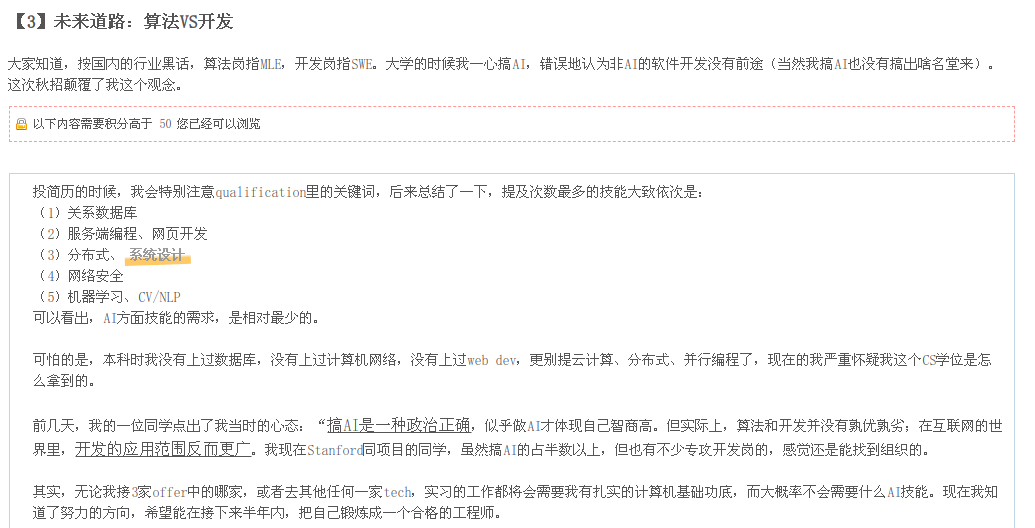 【3】未来道路：算法VS开发
大家知道，按国内的行业黑话，算法岗指MLE，开发岗指SWE。大学的时候我一心搞AI，错误地认为非AI的软件开发没有前途（当然我搞AI也没有搞出啥名堂来）。
这次秋招颠覆了我这个观念。
以下内容需要积分高于 50 您已经可以浏览
投简历的时候，我会特别注意qualification里的关键词，后来总结了一下，提及次数最多的技能大致依次是：
（1）关系数据库
（2）服务端编程、网页开发
（3）分布式、系统设计
（4）网络安全
（5）机器学习、CV/NLP
可以看出，AI方面技能的需求，是相对最少的。
可怕的是，本科时我没有上过数据库，没有上过计算机网络，没有上过web dev，更别提云计算、分布式、并行编程了，现在的我严重怀疑我这个CS学位是怎
么拿到的。
前几天，我的一位同学点出了我当时的心态：“搞AI是一种政治正确，似乎做AI才体现自己智商高。但实际上，算法和开发并没有孰优孰劣；在互联网的世
界里，开发的应用范围反而更广。我现在Stanford同项目的同学，虽然搞AI的占半数以上，但也有不少专攻开发岗的，感觉还是能找到组织的。
其实，无论我接3家offer中的哪家，或者去其他任何一家tech，实习的工作都将会需要我有扎实的计算机基础功底，而大概率不会需要什么AI技能。现在我知
道了努力的方向，希望能在接下来半年内，把自己锻炼成一个合格的工程师。